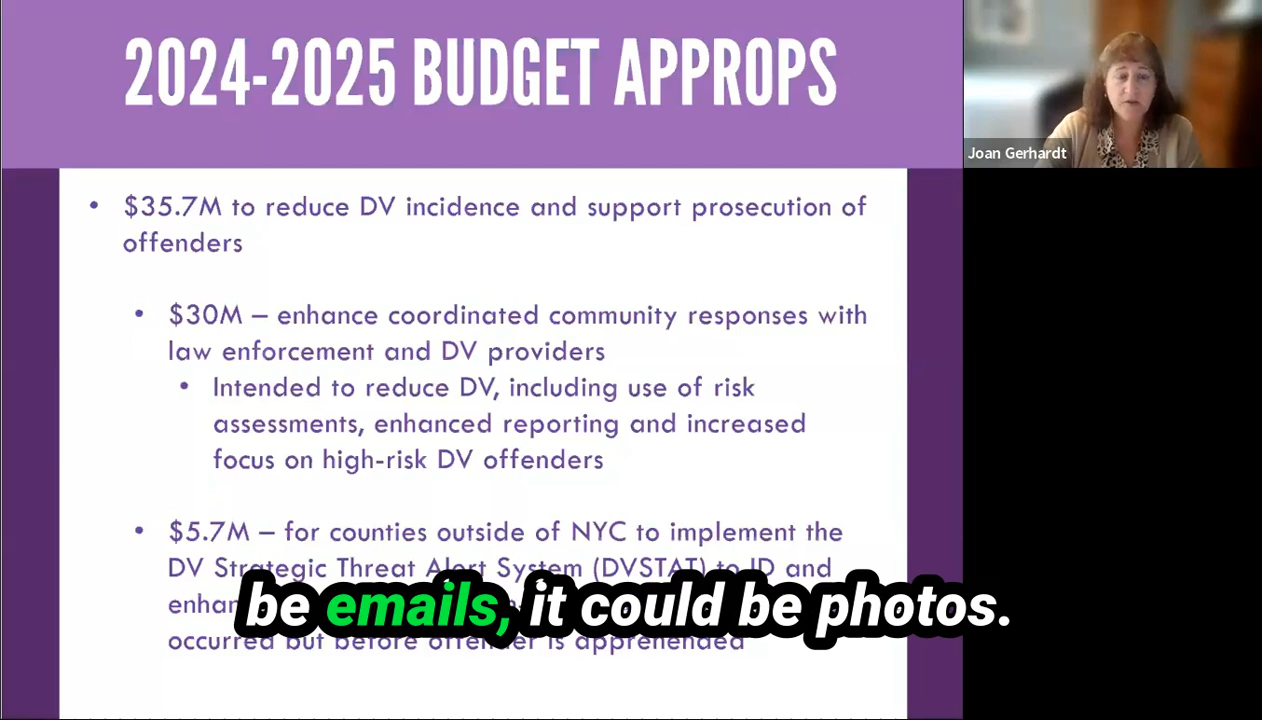 2024-2025 BUDGET APPROPS
Joan Gerhardt
• $35.7M to reduce DV incidence and support prosecution of
offenders
• $30M – enhance coordinated community responses with
law enforcement and DV providers
• Intended to reduce DV, including use of risk
assessments, enhanced reporting and increased
focus on high-risk DV offenders
• $5.7M – for counties outside of NYC to implement the
DV Strategic Threat Alert System (DVSTAT) to ID and
occurred but before offender is apprehended
be emails, it could be photos.